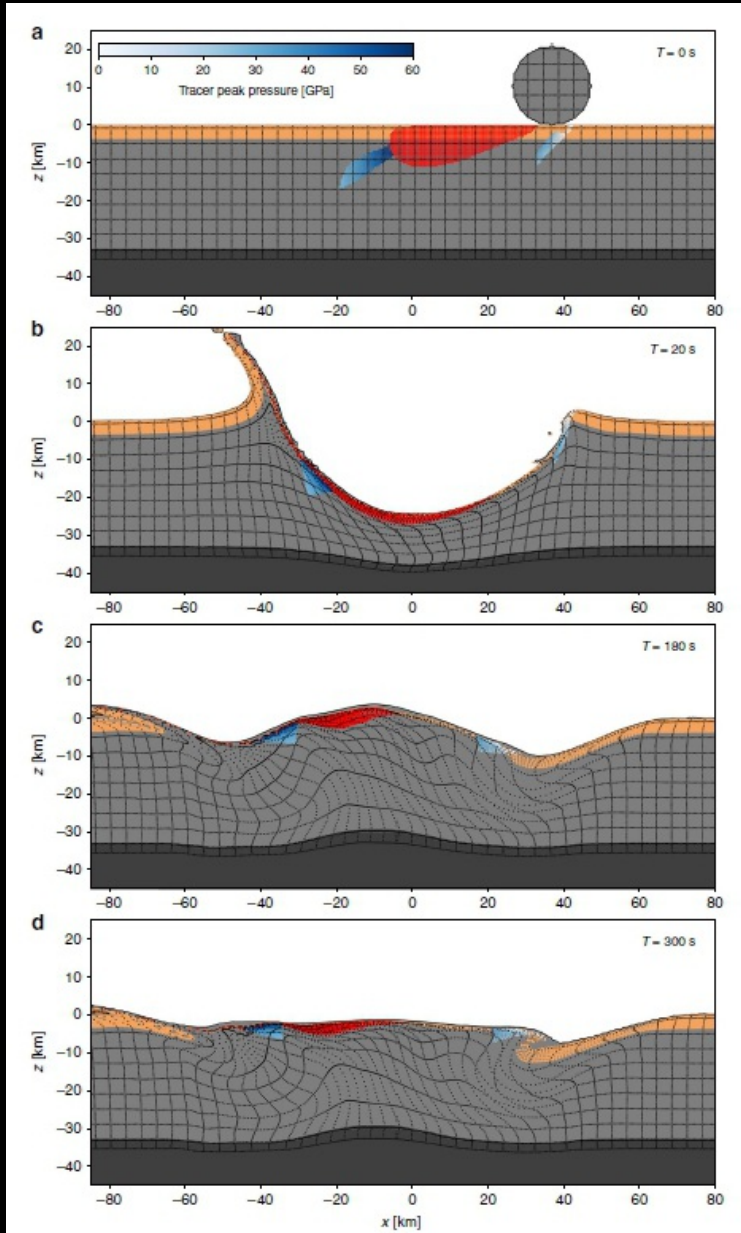 a
0 10 20 30 40 50 60
Tracer peak pressure [GPa]
T = 0 s
20
10
0
−10
−20
−30
−40
z [km]
−80 −60 −40 −20 0 20 40 60 80
b
T = 20 s
20
10
0
−10
−20
−30
−40
z [km]
−80 −60 −40 −20 0 20 40 60 80
c
T = 180 s
20
10
0
−10
−20
−30
−40
z [km]
−80 −60 −40 −20 0 20 40 60 80
d
T = 300 s
20
10
0
−10
−20
−30
−40
z [km]
−80 −60 −40 −20 0 20 40 60 80
x [km]